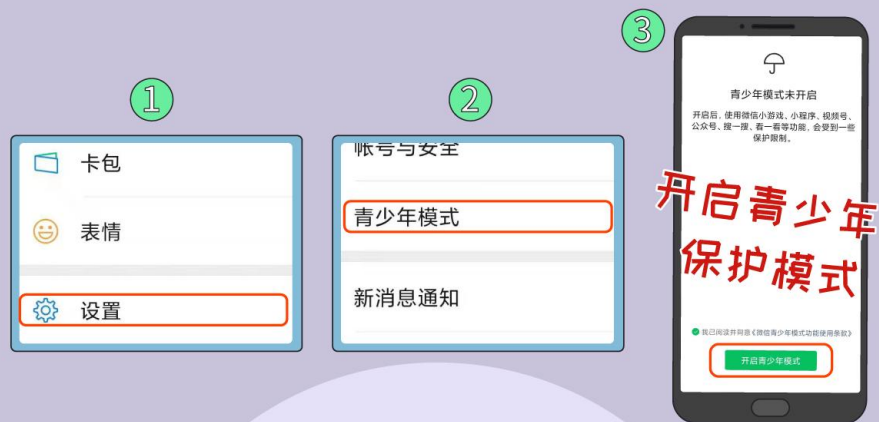 ①
卡包
表情
设置
②
帐号与安全
青少年模式
新消息通知
③
青少年模式未开启
开启后，使用微信小游戏、小程序、视频号、
公众号、搜一搜、看一看等功能，会受到一些
保护限制。
开启青少年
保护模式
我已阅读并同意《微信青少年模式功能使用条款》
开启青少年模式